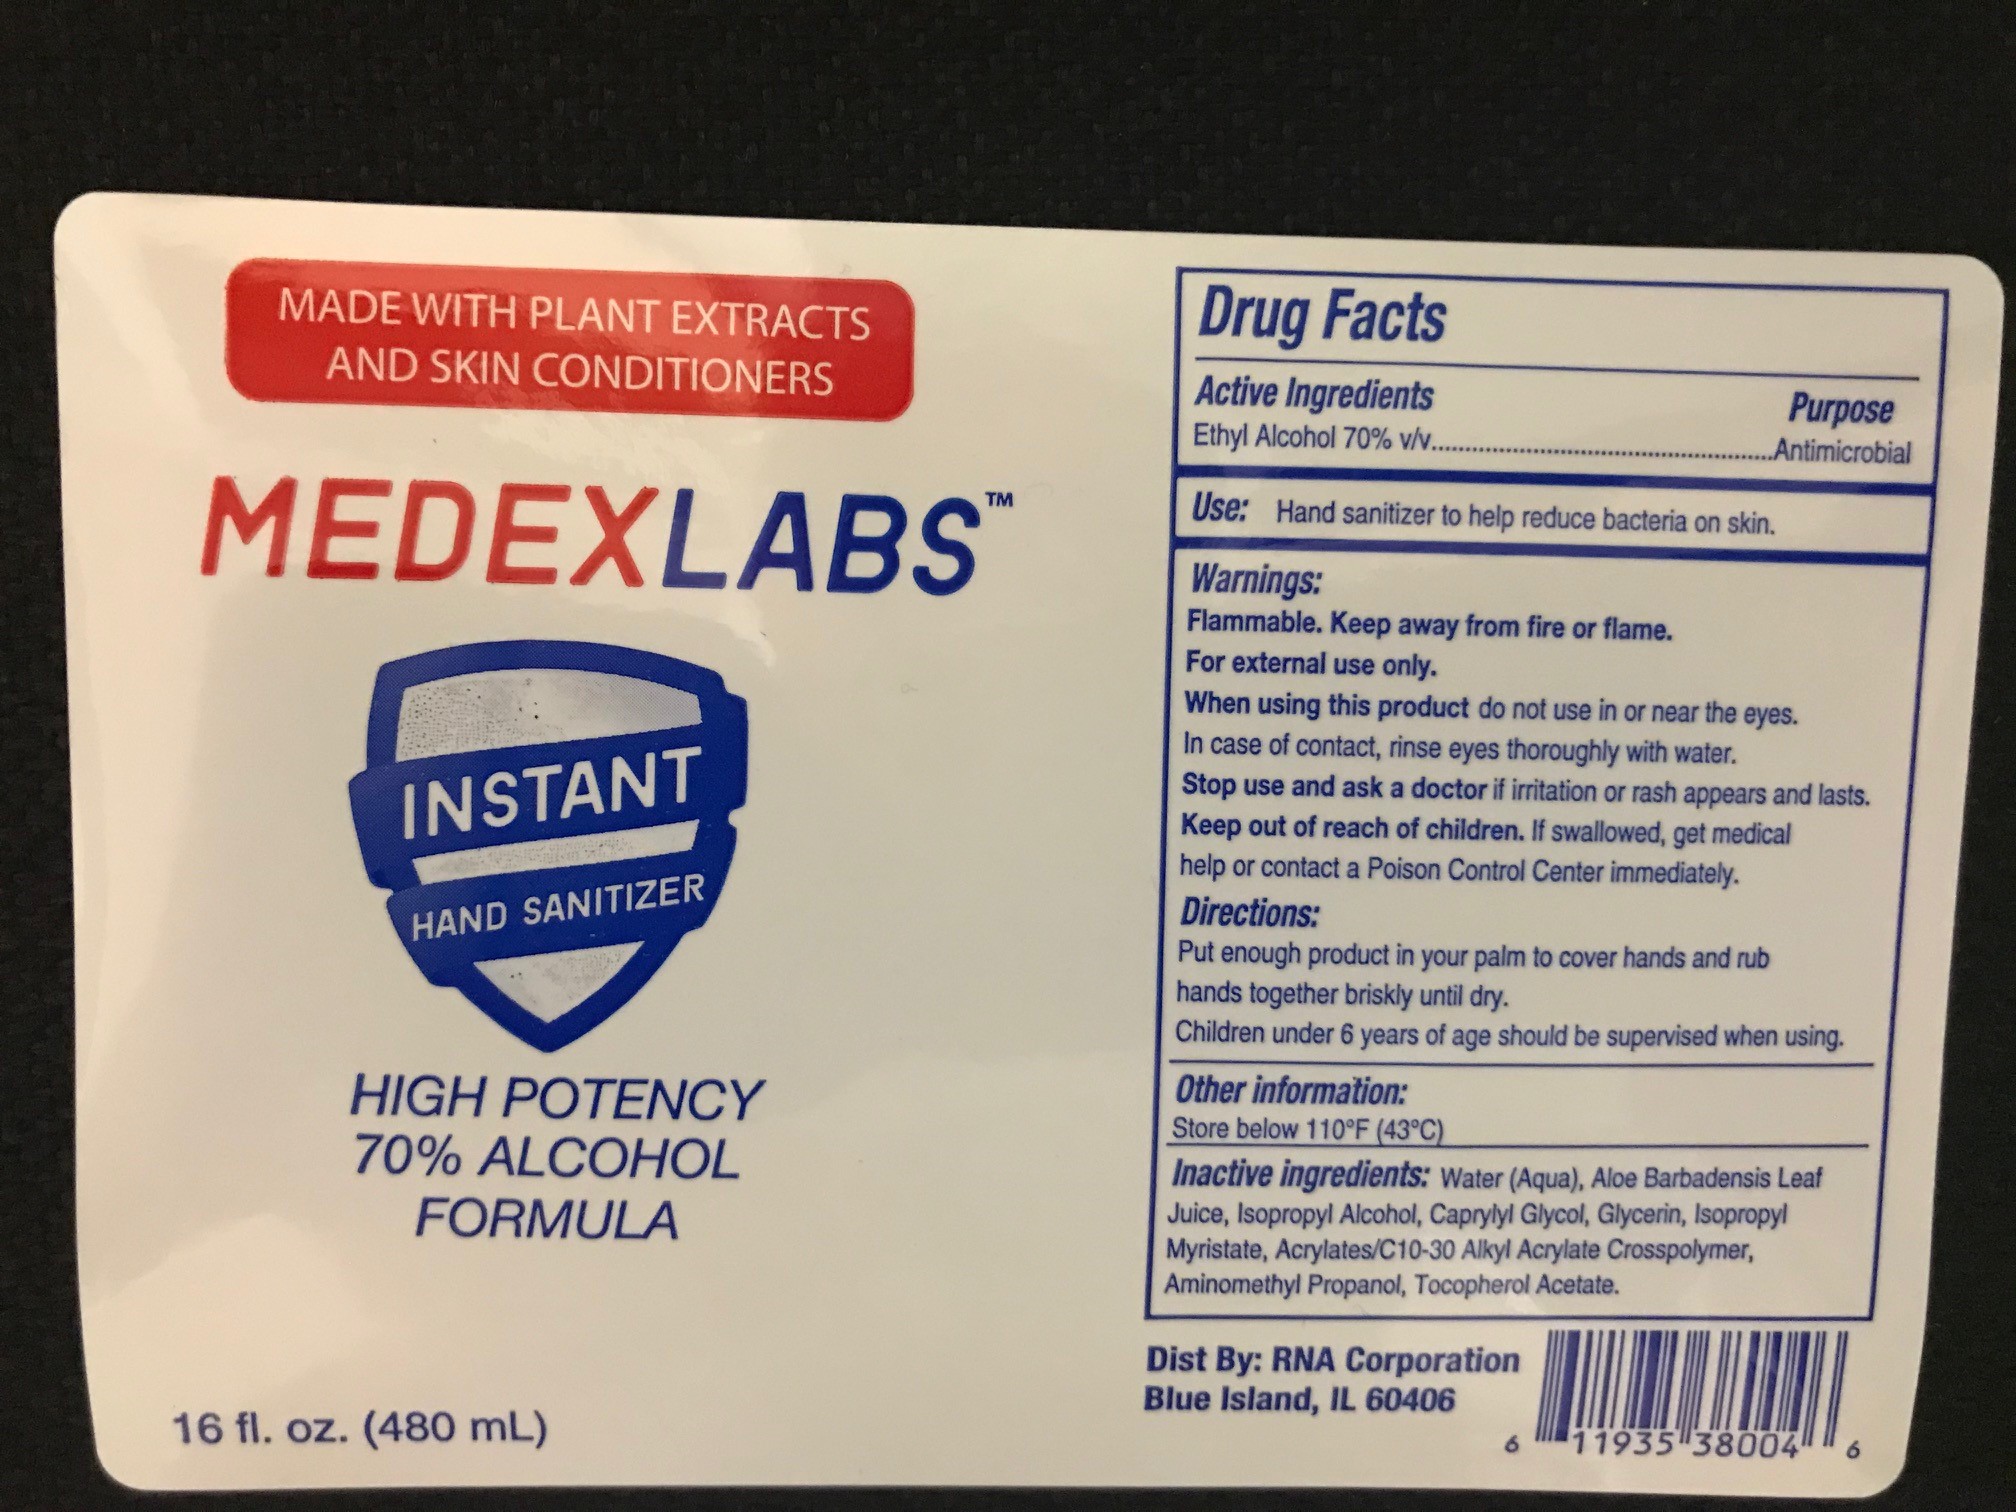 MADE WITH PLANT EXTRACTS
AND SKIN CONDITIONERS
MEDEXLABS™
INSTANT
HAND SANITIZER
HIGH POTENCY
70% ALCOHOL
FORMULA
16 fl. oz. (480 mL)
Drug Facts
Active Ingredients Purpose
Ethyl Alcohol 70% v/v..........................................................Antimicrobial
Use: Hand sanitizer to help reduce bacteria on skin.
Warnings:
Flammable. Keep away from fire or flame.
For external use only.
When using this product do not use in or near the eyes.
In case of contact, rinse eyes thoroughly with water.
Stop use and ask a doctor if irritation or rash appears and lasts.
Keep out of reach of children. If swallowed, get medical
help or contact a Poison Control Center immediately.
Directions:
Put enough product in your palm to cover hands and rub
hands together briskly until dry.
Children under 6 years of age should be supervised when using.
Other information:
Store below 110°F (43°C)
Inactive ingredients: Water (Aqua), Aloe Barbadensis Leaf
Juice, Isopropyl Alcohol, Caprylyl Glycol, Glycerin, Isopropyl
Myristate, Acrylates/C10-30 Alkyl Acrylate Crosspolymer,
Aminomethyl Propanol, Tocopherol Acetate.
Dist By: RNA Corporation
Blue Island, IL 60406
6 11935 38004 6